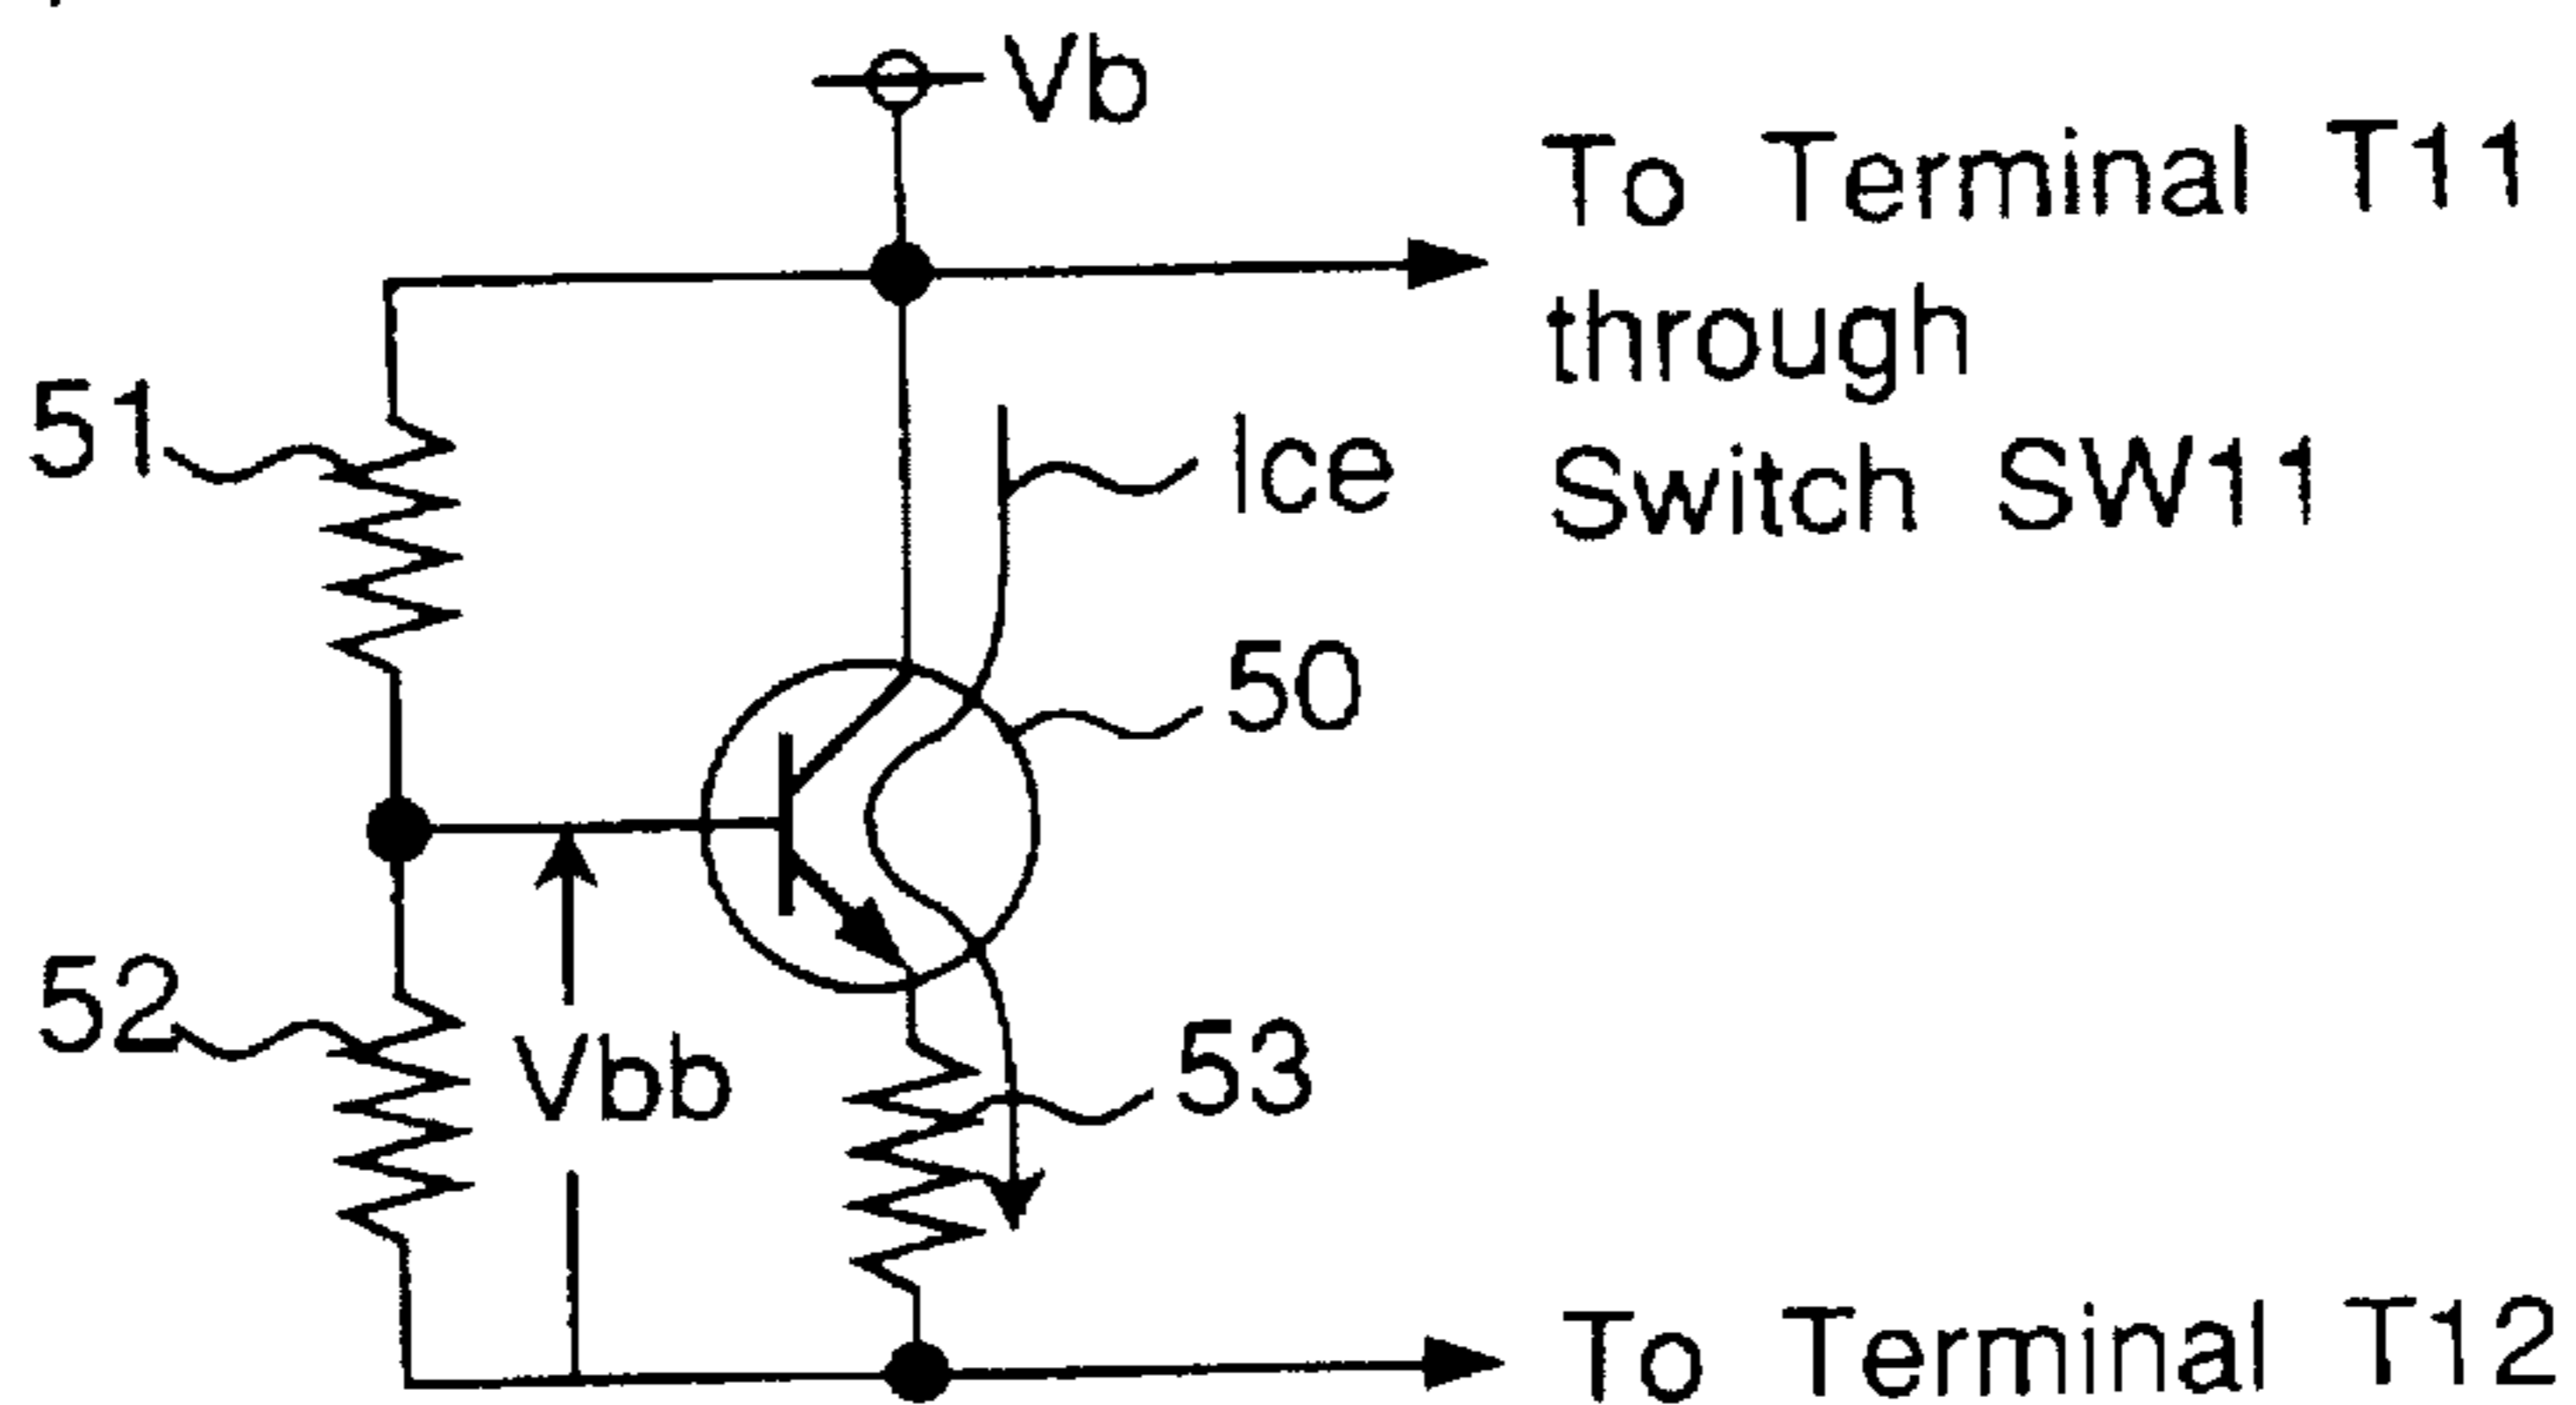 Vb
To Terminal T11
through
Switch SW11
51
Ice
50
52
Vbb
53
To Terminal T12